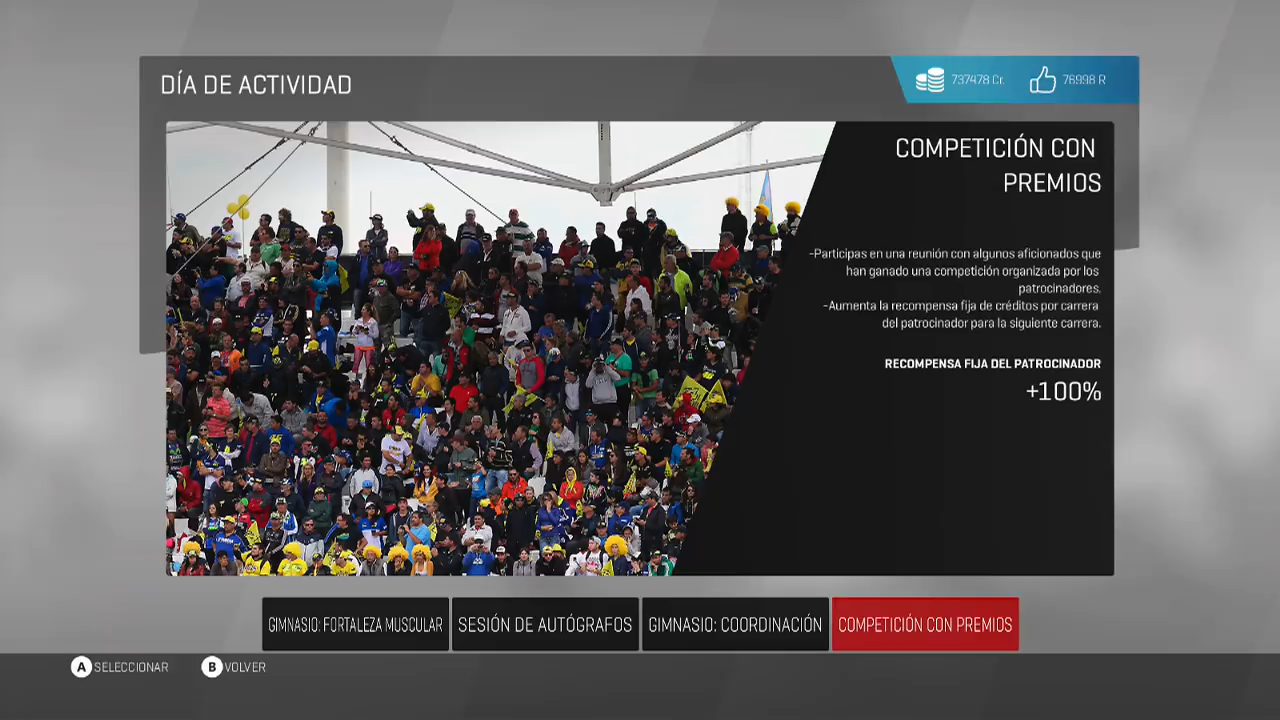 DÍA DE ACTIVIDAD
737478 Cr.
76998 R
COMPETICIÓN CON
PREMIOS
-Participas en una reunión con algunos aficionados que
han ganado una competición organizada por los
patrocinadores.
-Aumenta la recompensa fija de créditos por carrera
del patrocinador para la siguiente carrera.
RECOMPENSA FIJA DEL PATROCINADOR
+100%
GIMNASIO: FORTALEZA MUSCULAR
SESIÓN DE AUTÓGRAFOS
GIMNASIO: COORDINACIÓN
COMPETICIÓN CON PREMIOS
A SELECCIONAR
B VOLVER